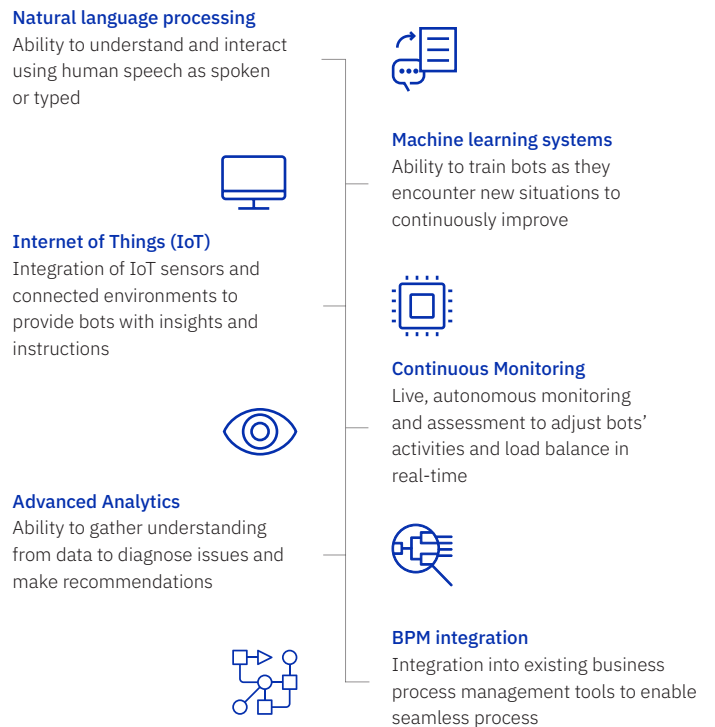 Natural language processing
Ability to understand and interact
using human speech as spoken
or typed
Machine learning systems
Ability to train bots as they
encounter new situations to
continuously improve
Internet of Things (IoT)
Integration of IoT sensors and
connected environments to
provide bots with insights and
instructions
Continuous Monitoring
Live, autonomous monitoring
and assessment to adjust bots’
activities and load balance in
real-time
Advanced Analytics
Ability to gather understanding
from data to diagnose issues and
make recommendations
BPM integration
Integration into existing business
process management tools to enable
seamless process